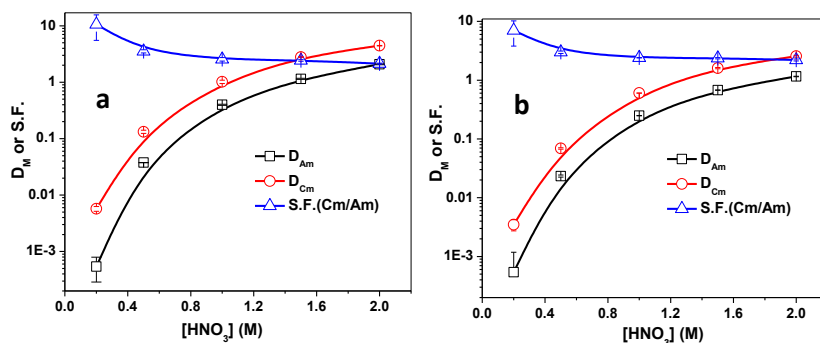 10
1
0.1
0.01
1E-3
D_M or S.F.
a
D_Am
D_Cm
S.F.(Cm/Am)
0.0 0.4 0.8 1.2 1.6 2.0
[HNO_3] (M)
10
1
0.1
0.01
1E-3
D_M or S.F.
b
D_Am
D_Cm
S.F.(Cm/Am)
0.0 0.4 0.8 1.2 1.6 2.0
[HNO_3] (M)